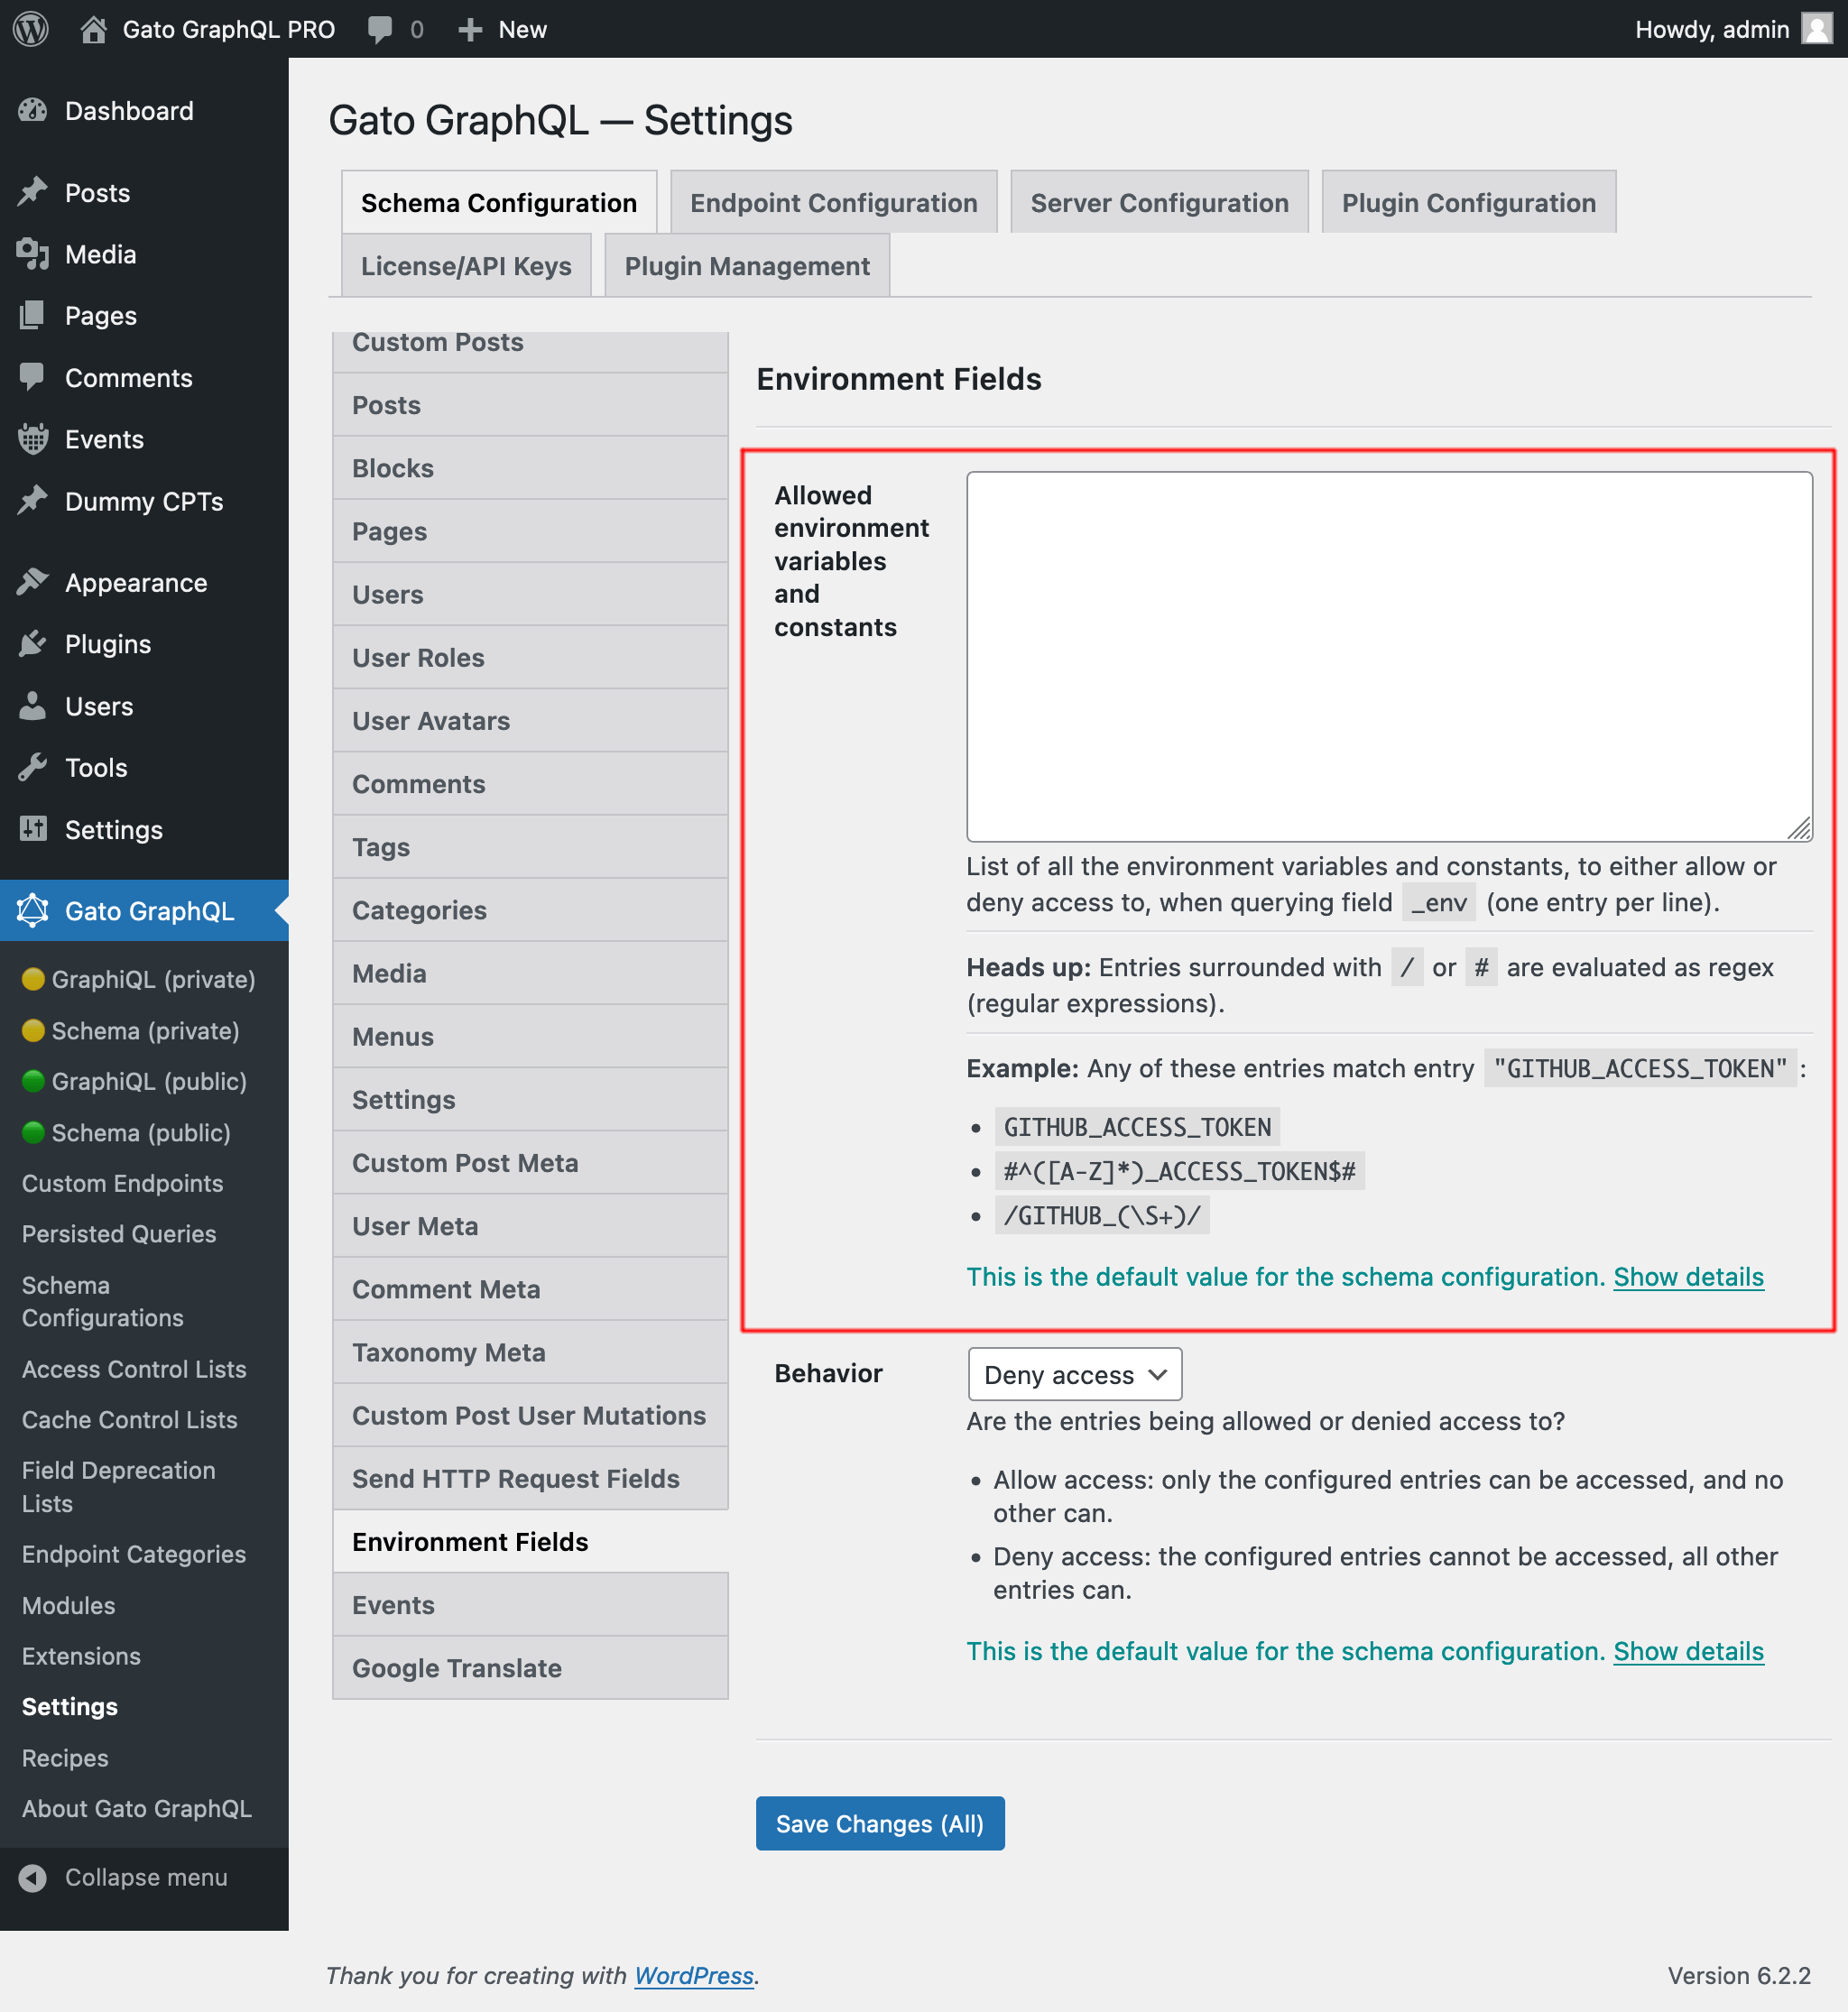 Gato GraphQL PRO
0
New
Howdy, admin
Dashboard
Posts
Media
Pages
Comments
Events
Dummy CPTs
Appearance
Plugins
Users
Tools
Settings
Gato GraphQL
GraphiQL (private)
Schema (private)
GraphiQL (public)
Schema (public)
Custom Endpoints
Persisted Queries
Schema
Configurations
Access Control Lists
Cache Control Lists
Field Deprecation
Lists
Endpoint Categories
Modules
Extensions
Settings
Recipes
About Gato GraphQL
Collapse menu
Gato GraphQL — Settings
Schema Configuration
Endpoint Configuration
Server Configuration
Plugin Configuration
License/API Keys
Plugin Management
Custom Posts
Posts
Blocks
Pages
Users
User Roles
User Avatars
Comments
Tags
Categories
Media
Menus
Settings
Custom Post Meta
User Meta
Comment Meta
Taxonomy Meta
Custom Post User Mutations
Send HTTP Request Fields
Environment Fields
Events
Google Translate
Environment Fields
Allowed
environment
variables
and
constants
List of all the environment variables and constants, to either allow or
deny access to, when querying field _env (one entry per line).
Heads up: Entries surrounded with / or # are evaluated as regex
(regular expressions).
Example: Any of these entries match entry "GITHUB_ACCESS_TOKEN" :
• GITHUB_ACCESS_TOKEN
• #^([A-Z]*)_ACCESS_TOKEN$#
• /GITHUB_(\S+)/
This is the default value for the schema configuration. Show details
Behavior
Deny access
Are the entries being allowed or denied access to?
• Allow access: only the configured entries can be accessed, and no
other can.
• Deny access: the configured entries cannot be accessed, all other
entries can.
This is the default value for the schema configuration. Show details
Save Changes (All)
Thank you for creating with WordPress.
Version 6.2.2